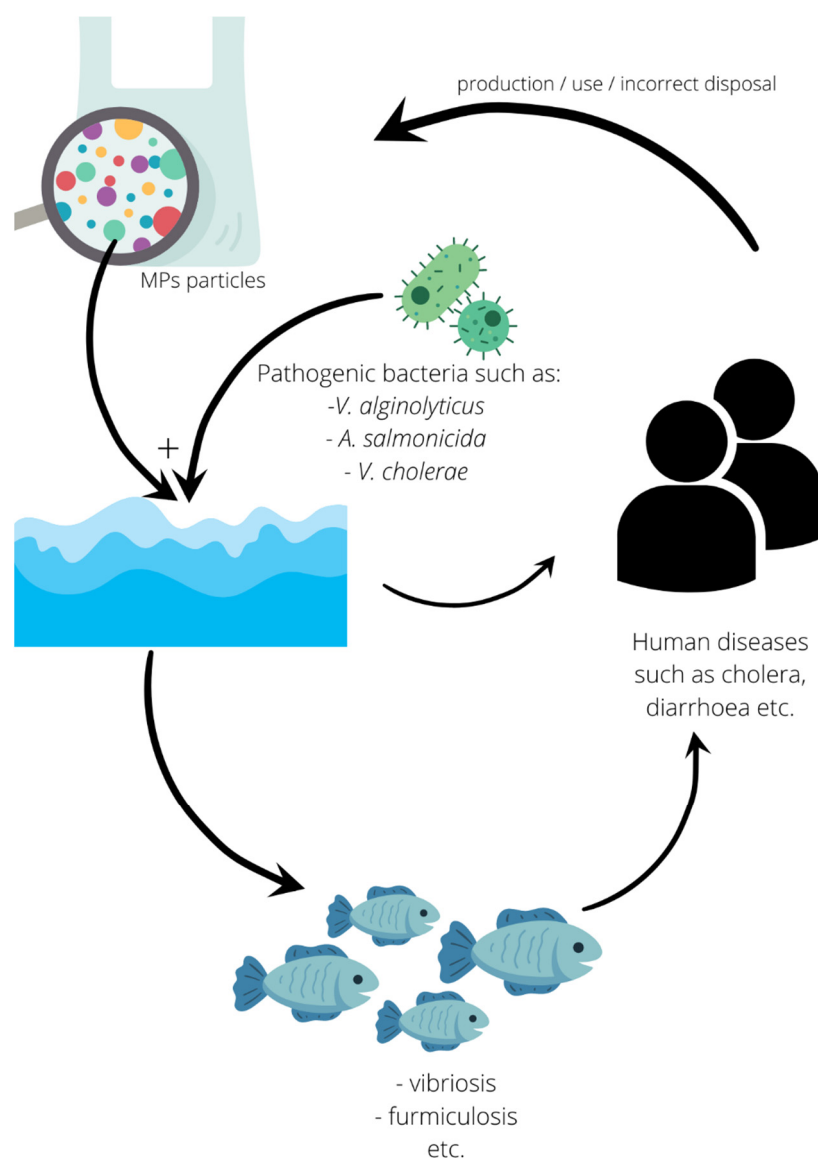 production / use / incorrect disposal
MPs particles
Pathogenic bacteria such as:
-V. alginolyticus
- A. salmonicida
- V. cholerae
+
Human diseases
such as cholera,
diarrhoea etc.
- vibriosis
- furmiculosis
etc.